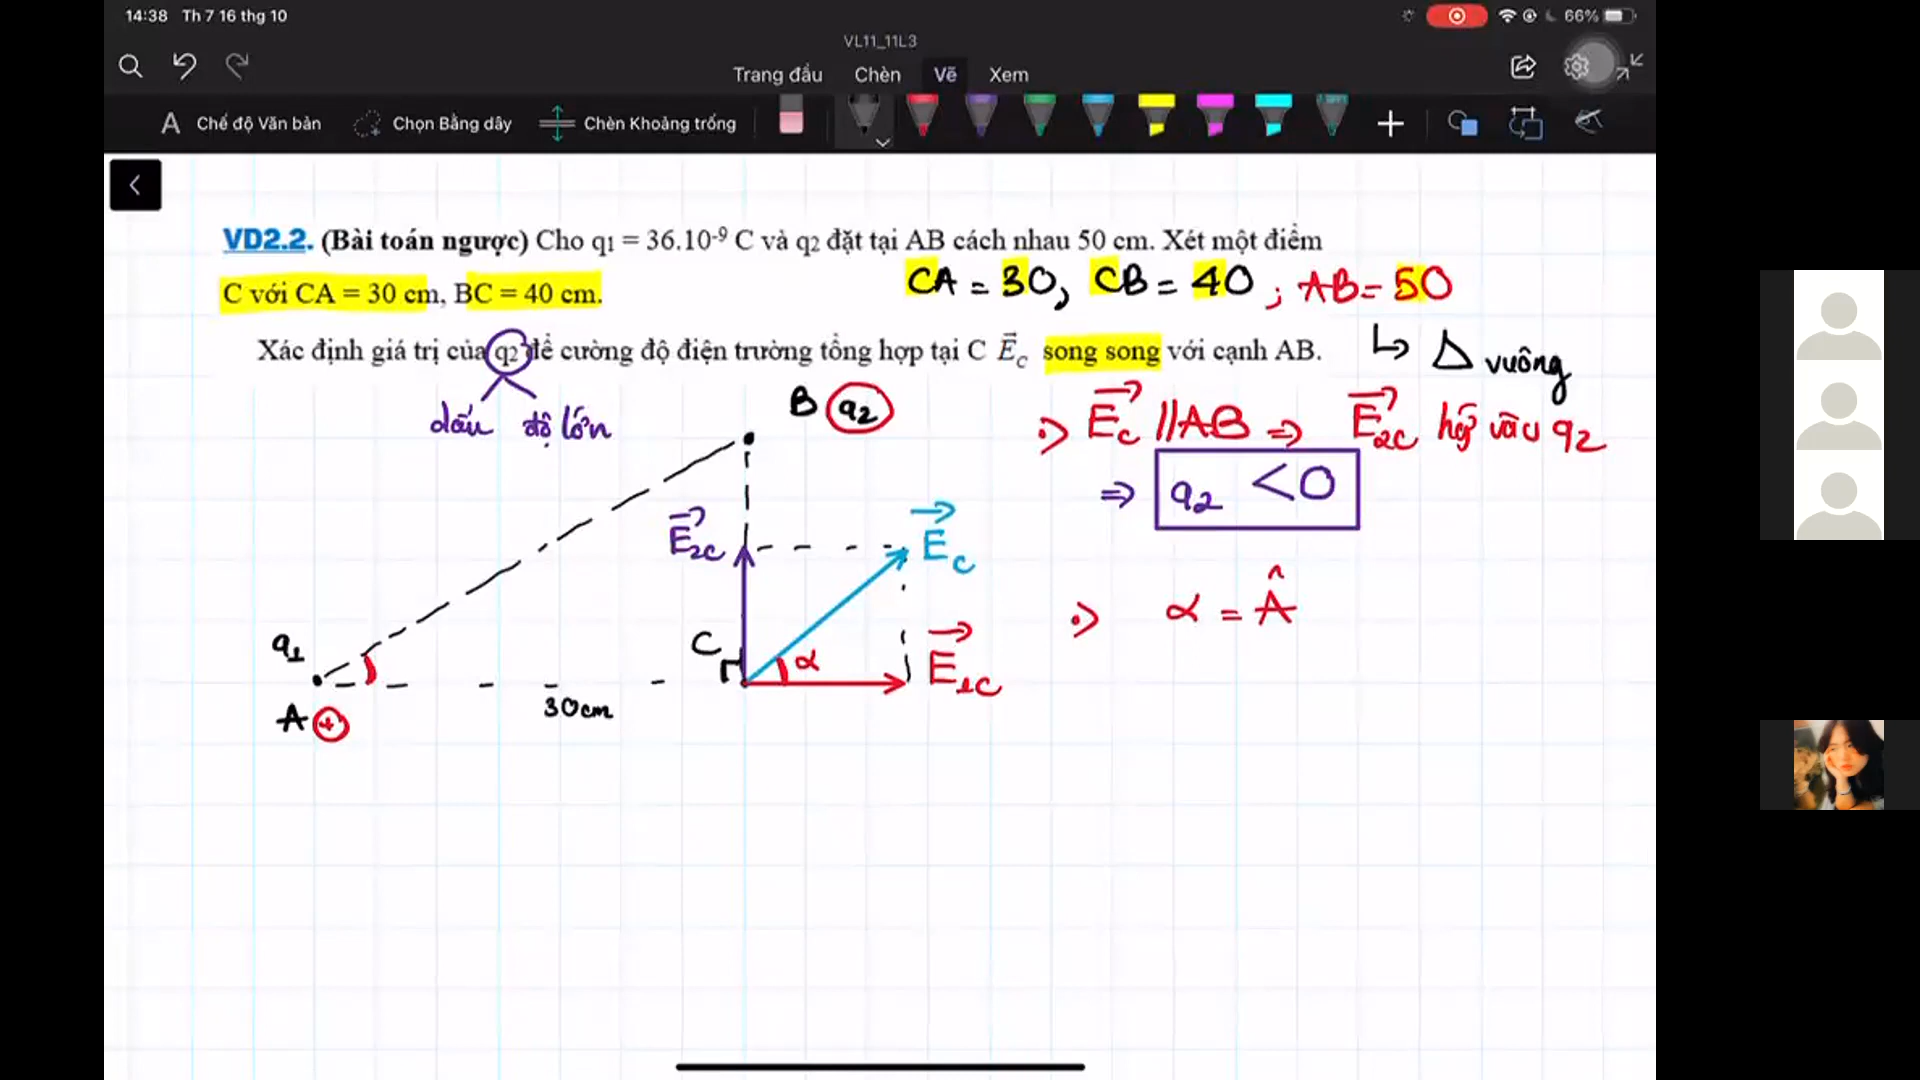 14:38 Th 7 16 thg 10
66%
VL11_11L3
Trang đầu Chèn Vẽ Xem
A Chế độ Văn bản Chọn Bằng dây Chèn Khoảng trống
VD2.2. (Bài toán ngược) Cho q1 = 36.10-9 C và q2 đặt tại AB cách nhau 50 cm. Xét một điểm
C với CA = 30 cm, BC = 40 cm.
CA = 30, CB = 40 ; AB = 50
Xác định giá trị của q2 để cường độ điện trường tổng hợp tại C E⃗c song song với cạnh AB.
↳ Δ vuông
dấu độ lớn
B q2
E⃗c // AB ⇒ E⃗2C hg vào q2
⇒ q2 < 0
E⃗2C
E⃗C
α = Â
q1
C
α
E⃗1C
A +
30cm